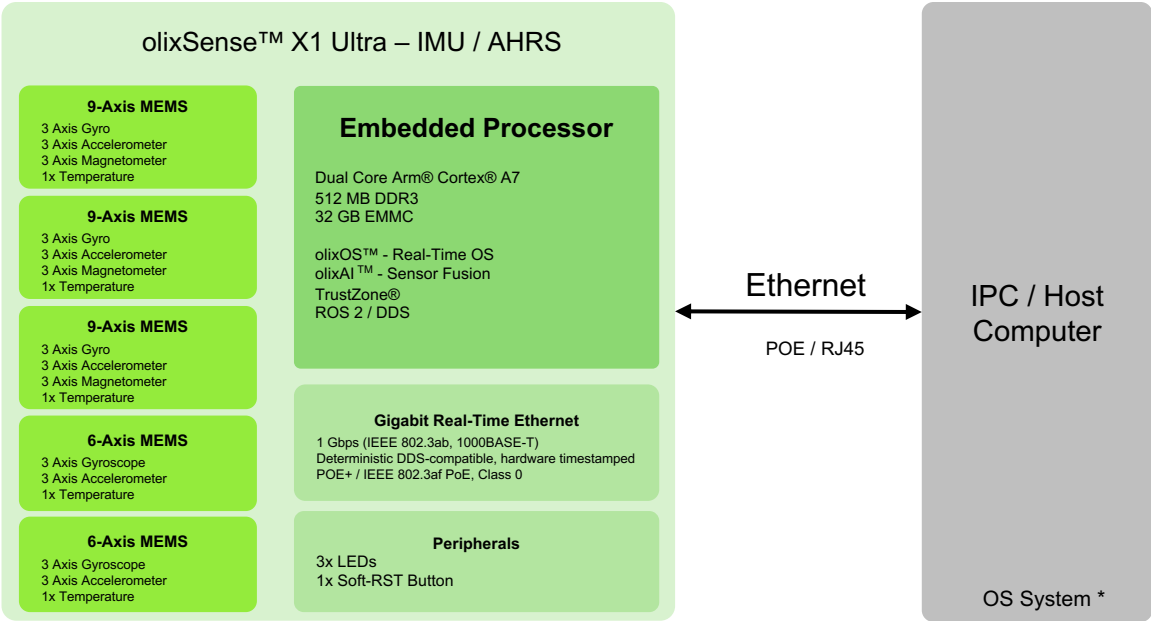 olixSense™ X1 Ultra – IMU / AHRS
9-Axis MEMS
3 Axis Gyro
3 Axis Accelerometer
3 Axis Magnetometer
1x Temperature
9-Axis MEMS
3 Axis Gyro
3 Axis Accelerometer
3 Axis Magnetometer
1x Temperature
9-Axis MEMS
3 Axis Gyro
3 Axis Accelerometer
3 Axis Magnetometer
1x Temperature
6-Axis MEMS
3 Axis Gyroscope
3 Axis Accelerometer
1x Temperature
6-Axis MEMS
3 Axis Gyroscope
3 Axis Accelerometer
1x Temperature
Embedded Processor
Dual Core Arm® Cortex® A7
512 MB DDR3
32 GB EMMC
olixOS™ - Real-Time OS
olixAI™ - Sensor Fusion
TrustZone®
ROS 2 / DDS
Gigabit Real-Time Ethernet
1 Gbps (IEEE 802.3ab, 1000BASE-T)
Deterministic DDS-compatible, hardware timestamped
POE+ / IEEE 802.3af PoE, Class 0
Peripherals
3x LEDs
1x Soft-RST Button
Ethernet
POE / RJ45
IPC / Host
Computer
OS System *